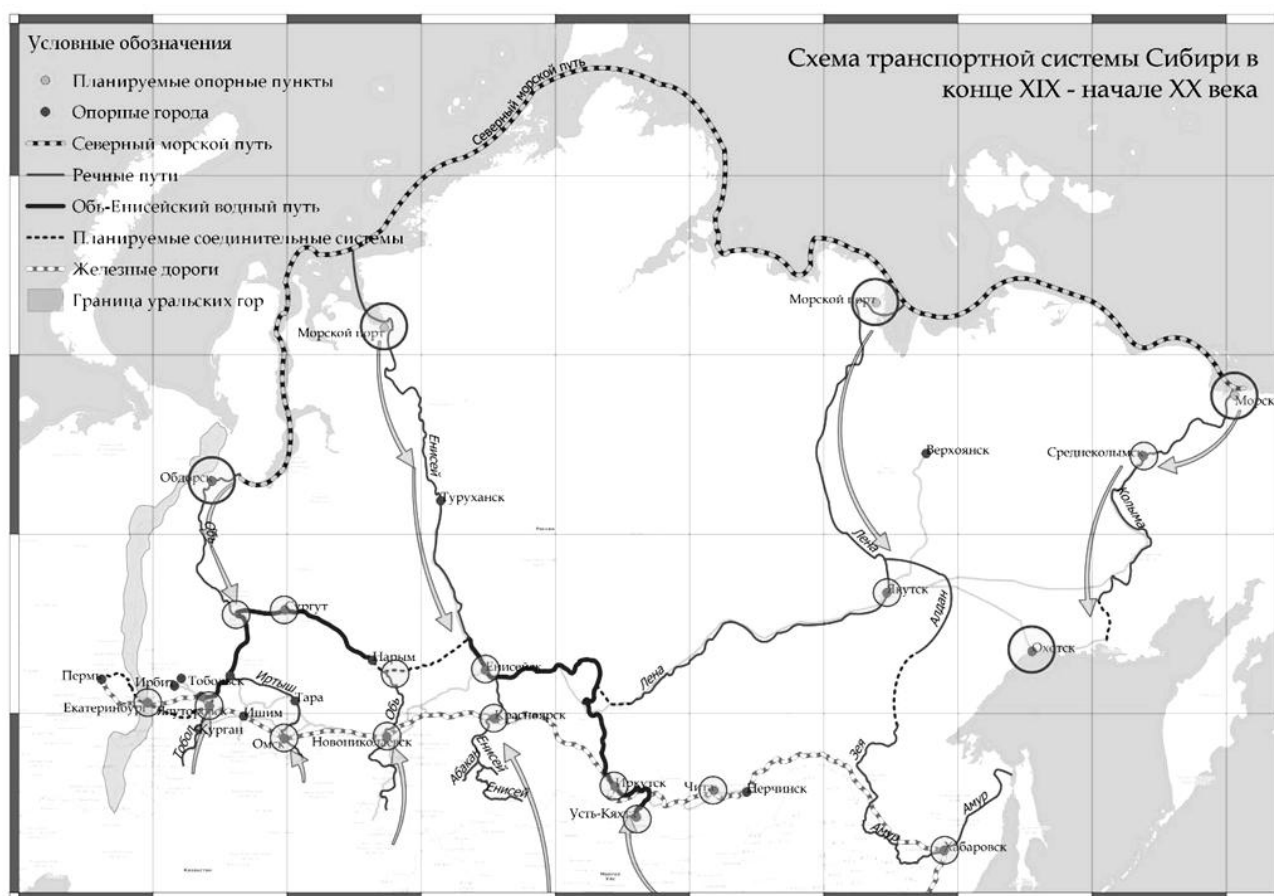 Условные обозначения
Планируемые опорные пункты
Опорные города
Северный морской путь
Речные пути
Обь-Енисейский водный путь
Планируемые соединительные системы
Железные дороги
Граница уральских гор
Схема транспортной системы Сибири в
конце XIX - начале XX века
Северный морской путь
Морской порт
Морской порт
Морск
Енисей
Верхоянск
Среднеколымск
Обдорск
Туруханск
Колыма
Обь
Лена
Якутск
Алдан
Сургут
Охотск
Нарым
Енисейск
Пермь
Ирбит
Тобольск
Иртыш
Тара
Лена
Екатеринбург
Ишим
Обь
Красноярск
Курган
Тобол
Омск
Новониколаевск
Енисей
Абакан
Енисей
Зея
Иркутск
Чита
Нерчинск
Усть-Кяхта
Амур
Амур
Хабаровск
Россия
Казахстан